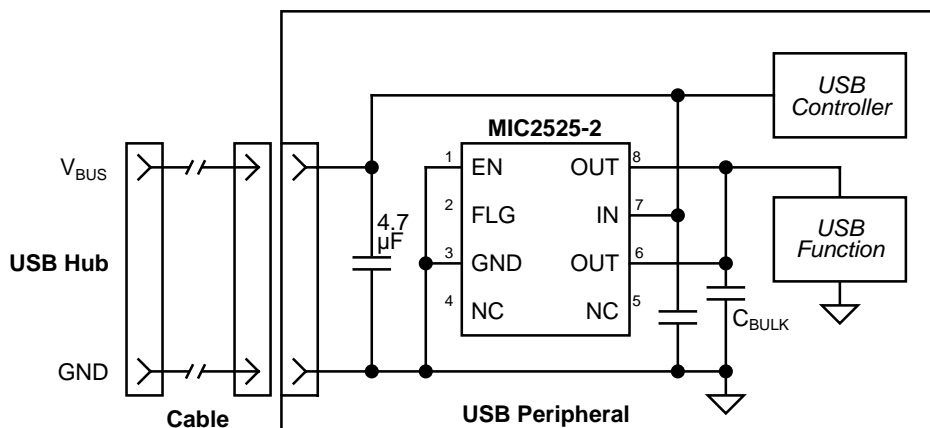 USB
Controller
MIC2525-2
V_BUS
1 EN OUT 8
2 FLG IN 7
4.7
µF
USB
Function
USB Hub
3 GND OUT 6
4 NC NC 5
C_BULK
GND
Cable
USB Peripheral